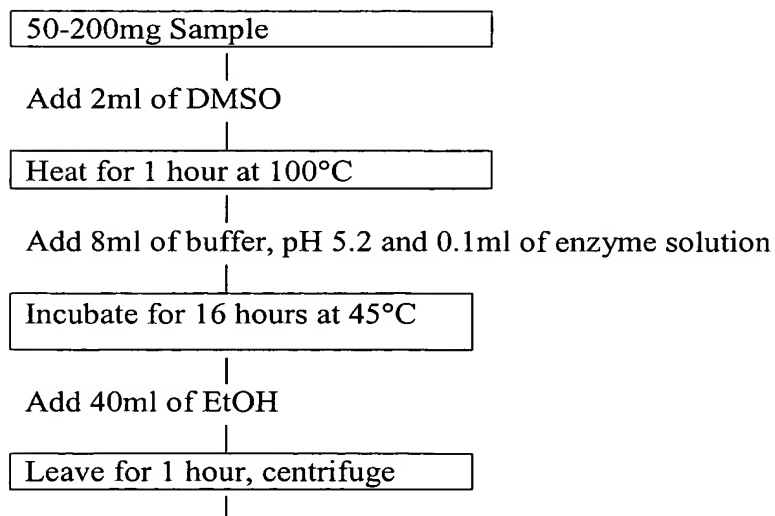 50-200mg Sample
Add 2ml of DMSO
Heat for 1 hour at 100°C
Add 8ml of buffer, pH 5.2 and 0.1ml of enzyme solution
Incubate for 16 hours at 45°C
Add 40ml of EtOH
Leave for 1 hour, centrifuge